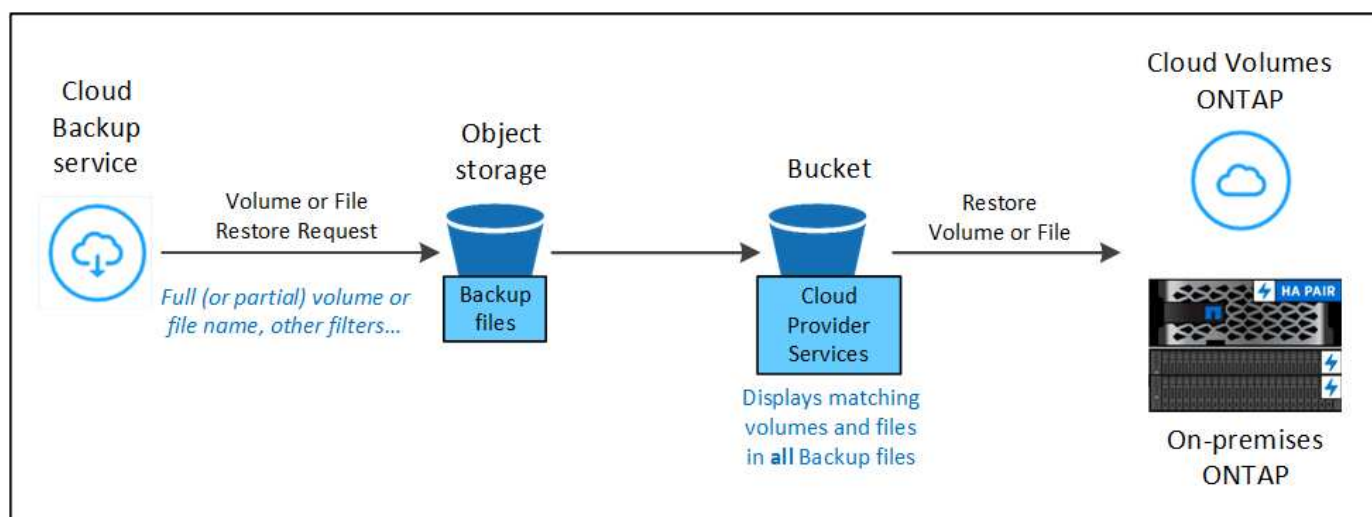 Cloud
Backup
service
Volume or File
Restore Request
Full (or partial) volume or
file name, other filters...
Object
storage
Backup
files
Bucket
Cloud
Provider
Services
Displays matching
volumes and files
in all Backup files
Restore
Volume or File
Cloud Volumes
ONTAP
HA PAIR
On-premises
ONTAP